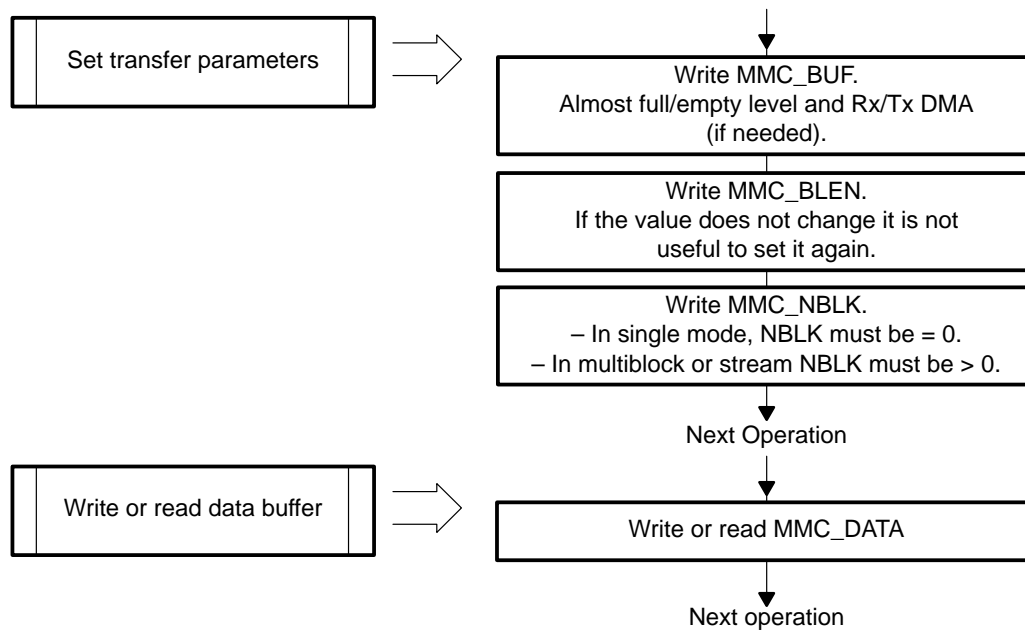 Set transfer parameters
Write MMC_BUF.
Almost full/empty level and Rx/Tx DMA
(if needed).
Write MMC_BLEN.
If the value does not change it is not
useful to set it again.
Write MMC_NBLK.
– In single mode, NBLK must be = 0.
– In multiblock or stream NBLK must be > 0.
Next Operation
Write or read data buffer
Write or read MMC_DATA
Next operation